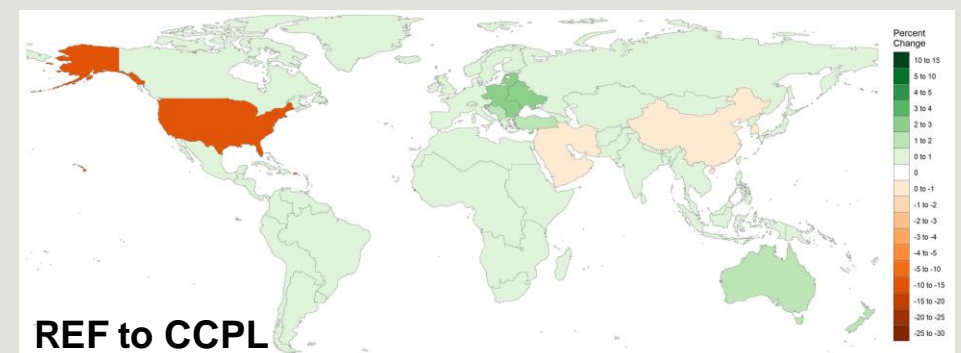 Percent
Change
10 to 15
5 to 10
4 to 5
3 to 4
2 to 3
1 to 2
0 to 1
0
0 to -1
-1 to -2
-2 to -3
-3 to -4
-4 to -5
-5 to -10
-10 to -15
-15 to -20
-20 to -25
-25 to -30
REF to CCPL